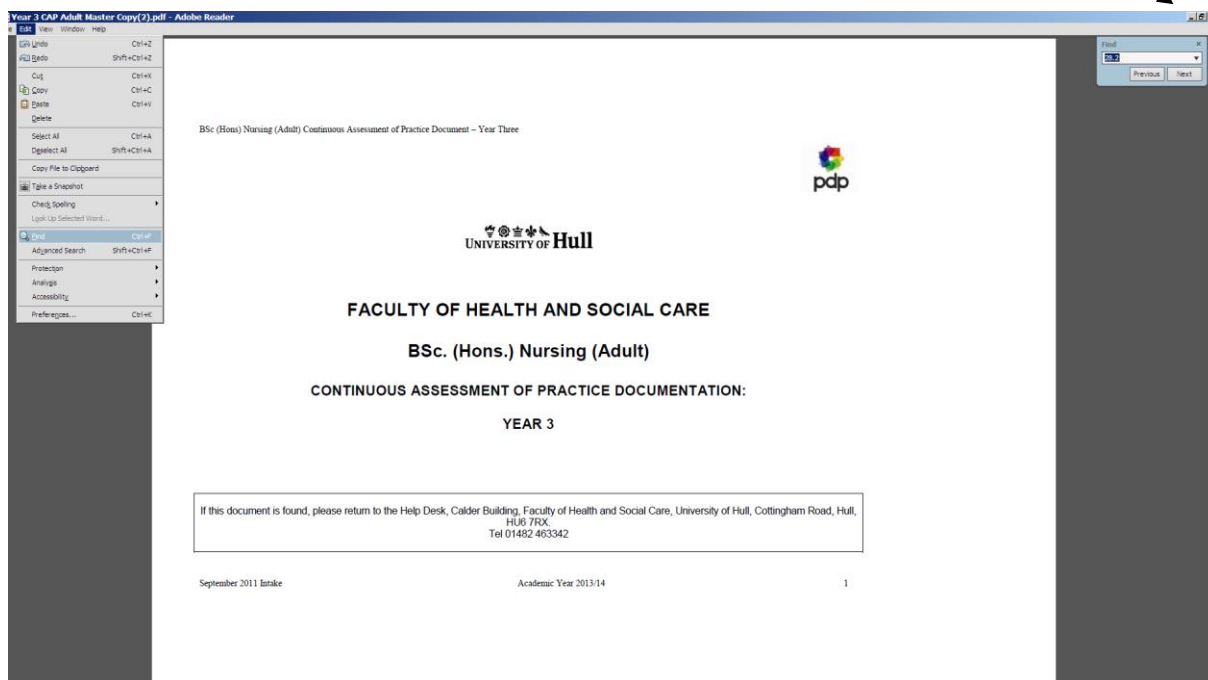 Year 3 CAP Adult Master Copy(2).pdf - Adobe Reader
Edit View Window Help
Undo Ctrl+Z
Redo Shift+Ctrl+Z
Cut Ctrl+X
Copy Ctrl+C
Paste Ctrl+V
Delete
Select All Ctrl+A
Deselect All Shift+Ctrl+A
Copy File to Clipboard
Take a Snapshot
Check Spelling
Look Up Selected Word...
Find Ctrl+F
Advanced Search Shift+Ctrl+F
Protection
Analysis
Accessibility
Preferences... Ctrl+K
Find
28.2
Previous Next
BSc (Hons) Nursing (Adult) Continuous Assessment of Practice Document – Year Three
pdp
UNIVERSITY OF Hull
FACULTY OF HEALTH AND SOCIAL CARE
BSc. (Hons.) Nursing (Adult)
CONTINUOUS ASSESSMENT OF PRACTICE DOCUMENTATION:
YEAR 3
If this document is found, please return to the Help Desk, Calder Building, Faculty of Health and Social Care, University of Hull, Cottingham Road, Hull,
HU6 7RX.
Tel 01482 463342
September 2011 Intake Academic Year 2013/14 1